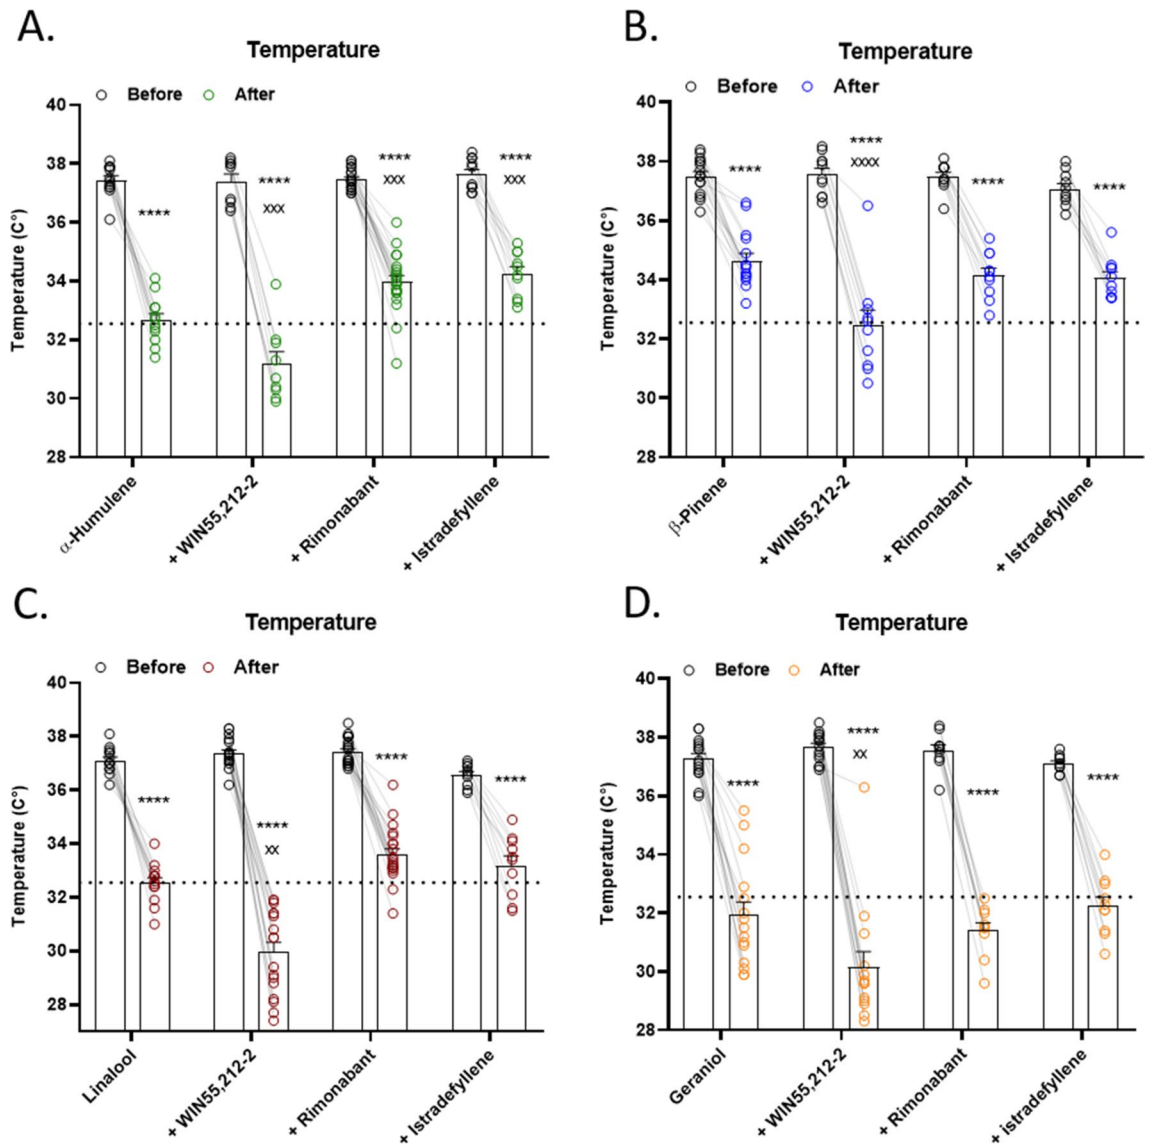 A.
Temperature
Before After
40
38
36
34
32
30
28
Temperature (C°)
**** **** **** ****
XXX XXX XXX
α-Humulene
+ WIN55,212-2
+ Rimonabant
+ Istradefyllene
B.
Temperature
Before After
40
38
36
34
32
30
28
Temperature (C°)
**** **** **** ****
XXXX
β-Pinene
+ WIN55,212-2
+ Rimonabant
+ Istradefyllene
C.
Temperature
Before After
40
38
36
34
32
30
28
Temperature (C°)
**** **** **** ****
XX
Linalool
+ WIN55,212-2
+ Rimonabant
+ Istradefyllene
D.
Temperature
Before After
40
38
36
34
32
30
28
Temperature (C°)
**** **** **** ****
XX
Geraniol
+ WIN55,212-2
+ Rimonabant
+ istradefyllene